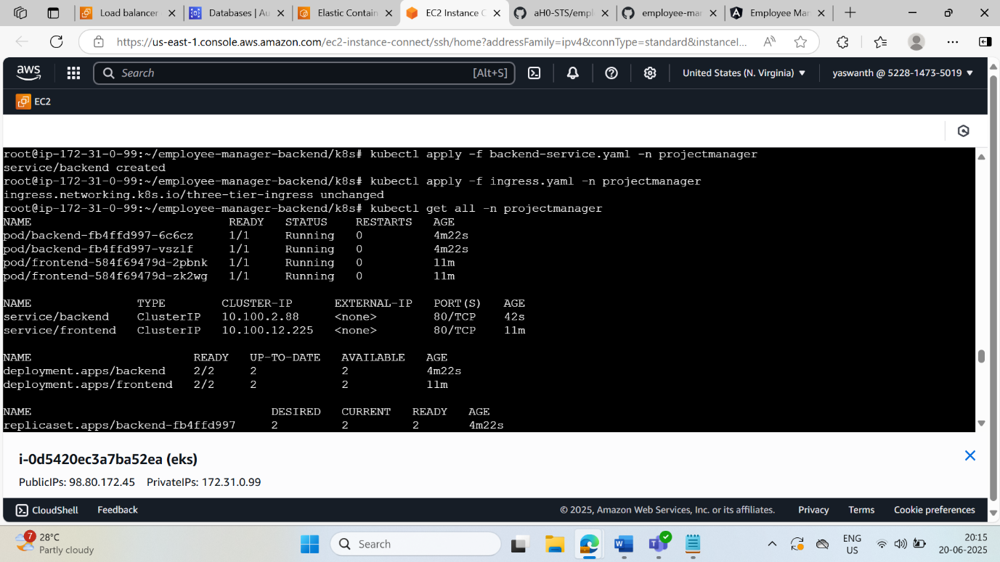 Load balancer
Databases | Au
Elastic Contain
EC2 Instance C
aH0-STS/empl
employee-mar
Employee Man
https://us-east-1.console.aws.amazon.com/ec2-instance-connect/ssh/home?addressFamily=ipv4&connType=standard&instanceI...
aws
Search
[Alt+S]
United States (N. Virginia) ▼
yaswanth @ 5228-1473-5019 ▼
EC2
root@ip-172-31-0-99:~/employee-manager-backend/k8s# kubectl apply -f backend-service.yaml -n projectmanager
service/backend created
root@ip-172-31-0-99:~/employee-manager-backend/k8s# kubectl apply -f ingress.yaml -n projectmanager
ingress.networking.k8s.io/three-tier-ingress unchanged
root@ip-172-31-0-99:~/employee-manager-backend/k8s# kubectl get all -n projectmanager
NAME READY STATUS RESTARTS AGE
pod/backend-fb4ffd997-6c6cz 1/1 Running 0 4m22s
pod/backend-fb4ffd997-vszlf 1/1 Running 0 4m22s
pod/frontend-584f69479d-2pbnk 1/1 Running 0 11m
pod/frontend-584f69479d-zk2wg 1/1 Running 0 11m
NAME TYPE CLUSTER-IP EXTERNAL-IP PORT(S) AGE
service/backend ClusterIP 10.100.2.88 <none> 80/TCP 42s
service/frontend ClusterIP 10.100.12.225 <none> 80/TCP 11m
NAME READY UP-TO-DATE AVAILABLE AGE
deployment.apps/backend 2/2 2 2 4m22s
deployment.apps/frontend 2/2 2 2 11m
NAME DESIRED CURRENT READY AGE
replicaset.apps/backend-fb4ffd997 2 2 2 4m22s
i-0d5420ec3a7ba52ea (eks)
PublicIPs: 98.80.172.45 PrivateIPs: 172.31.0.99
CloudShell
Feedback
© 2025, Amazon Web Services, Inc. or its affiliates.
Privacy
Terms
Cookie preferences
7
28°C
Partly cloudy
Search
ENG
US
20:15
20-06-2025